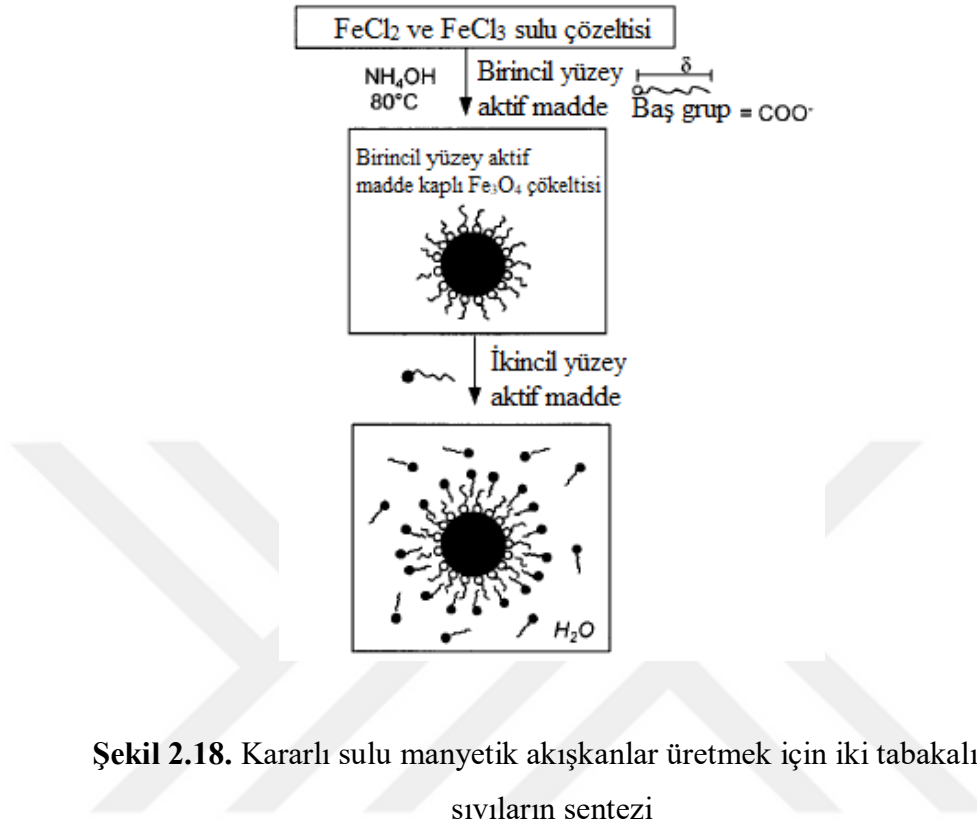 FeCl₂ ve FeCl₃ sulu çözeltisi
NH₄OH
80°C
Birincil yüzey
aktif madde
δ
Baş grup = COO⁻
Birincil yüzey aktif
madde kaplı Fe₃O₄ çökeltisi
İkincil yüzey
aktif madde
H₂O
Şekil 2.18. Kararlı sulu manyetik akışkanlar üretmek için iki tabakalı
sıvıların sentezi